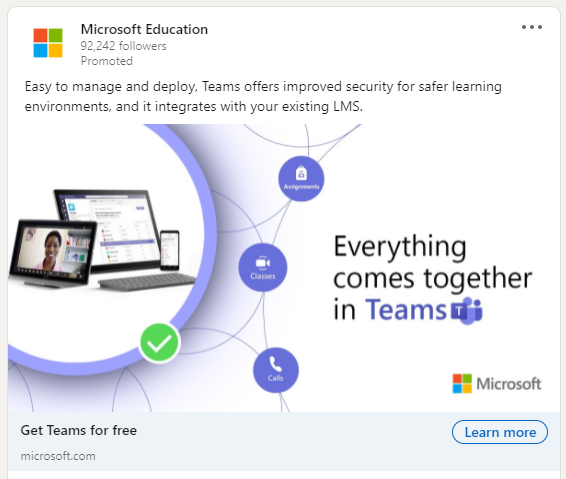 Microsoft Education
92,242 followers
Promoted
Easy to manage and deploy, Teams offers improved security for safer learning
environments, and it integrates with your existing LMS.
Assignments
Classes
Calls
Everything
comes together
in Teams
T
Microsoft
Get Teams for free
Learn more
microsoft.com